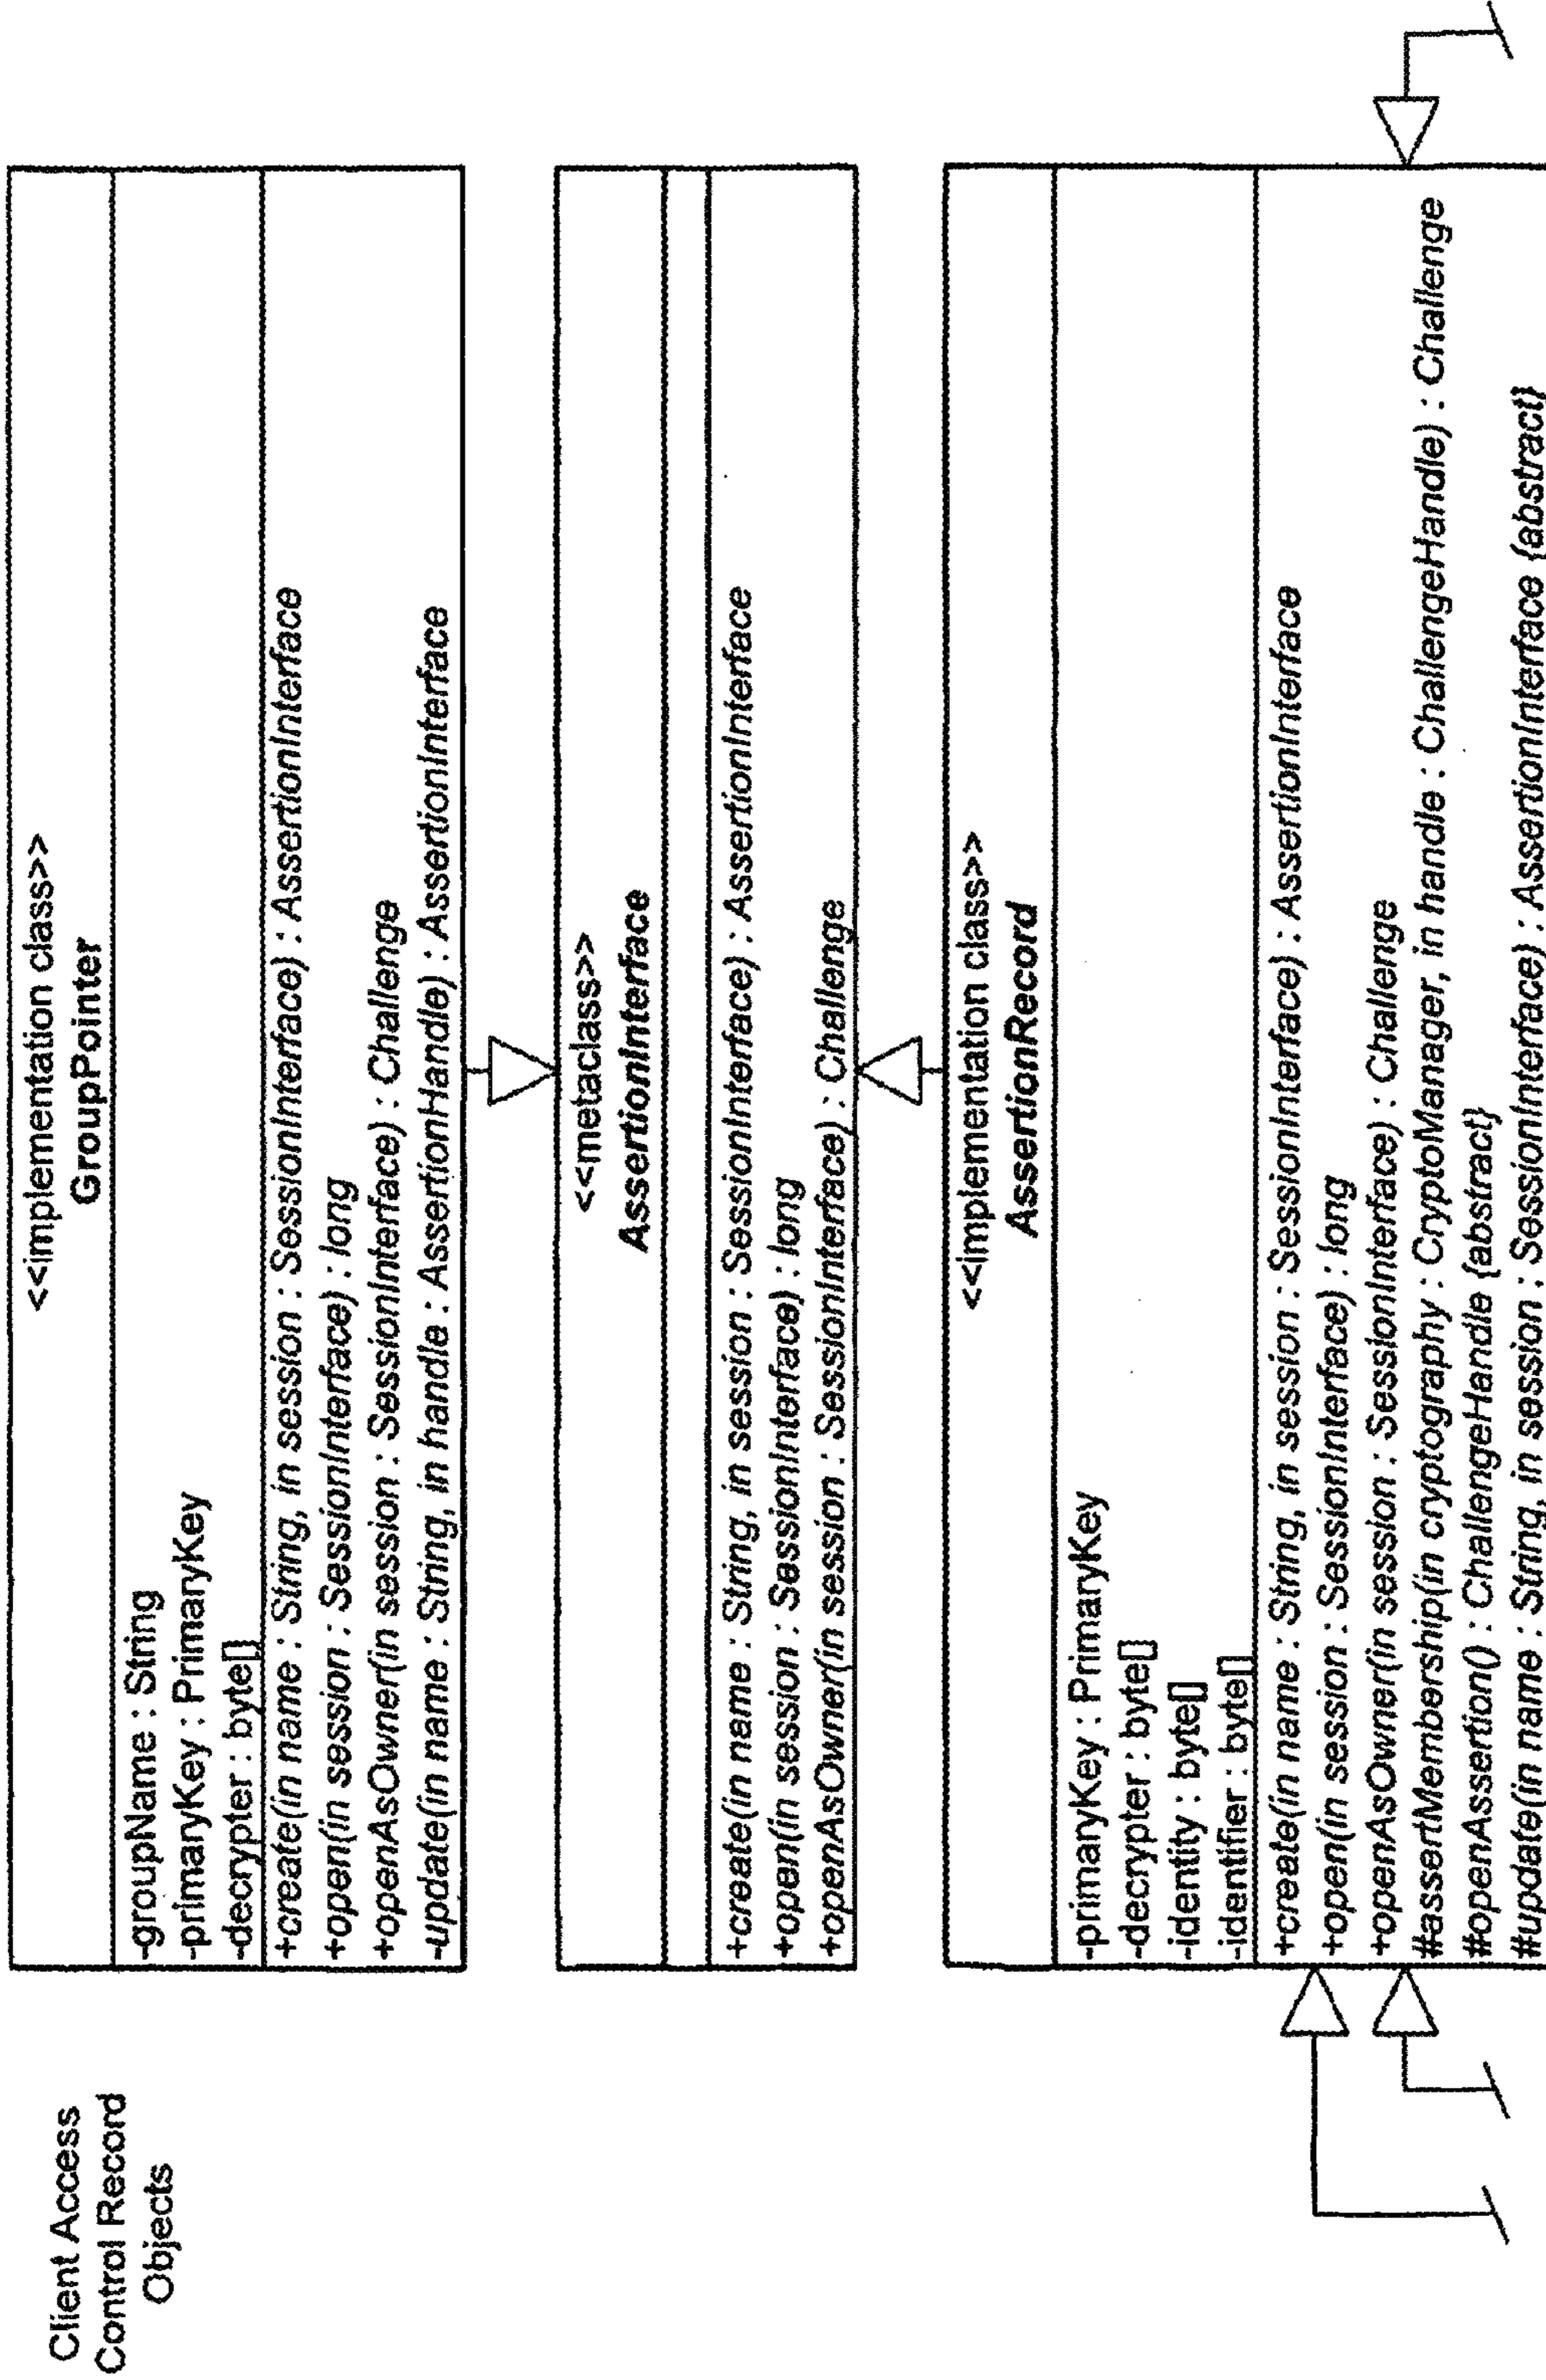 Client Access
Control Record
Objects
<<implementation class>>
GroupPointer
-groupName : String
-primaryKey : PrimaryKey
-decrypter : byte[]
+create(in name : String, in session : SessionInterface) : AssertionInterface
+open(in session : SessionInterface) : long
+openAsOwner(in session : SessionInterface) : Challenge
-update(in name : String, in handle : AssertionHandle) : AssertionInterface
<<metaclass>>
AssertionInterface
+create(in name : String, in session : SessionInterface) : AssertionInterface
+open(in session : SessionInterface) : long
+openAsOwner(in session : SessionInterface) : Challenge
<<implementation class>>
AssertionRecord
-primaryKey : PrimaryKey
-decrypter : byte[]
-identity : byte[]
-identifier : byte[]
+create(in name : String, in session : SessionInterface) : AssertionInterface
+open(in session : SessionInterface) : long
+openAsOwner(in session : SessionInterface) : Challenge
#assertMembership(in cryptography : CryptoManager, in handle : ChallengeHandle) : Challenge
#openAssertion() : ChallengeHandle {abstract}
#update(in name : String, in session : SessionInterface) : AssertionInterface {abstract}